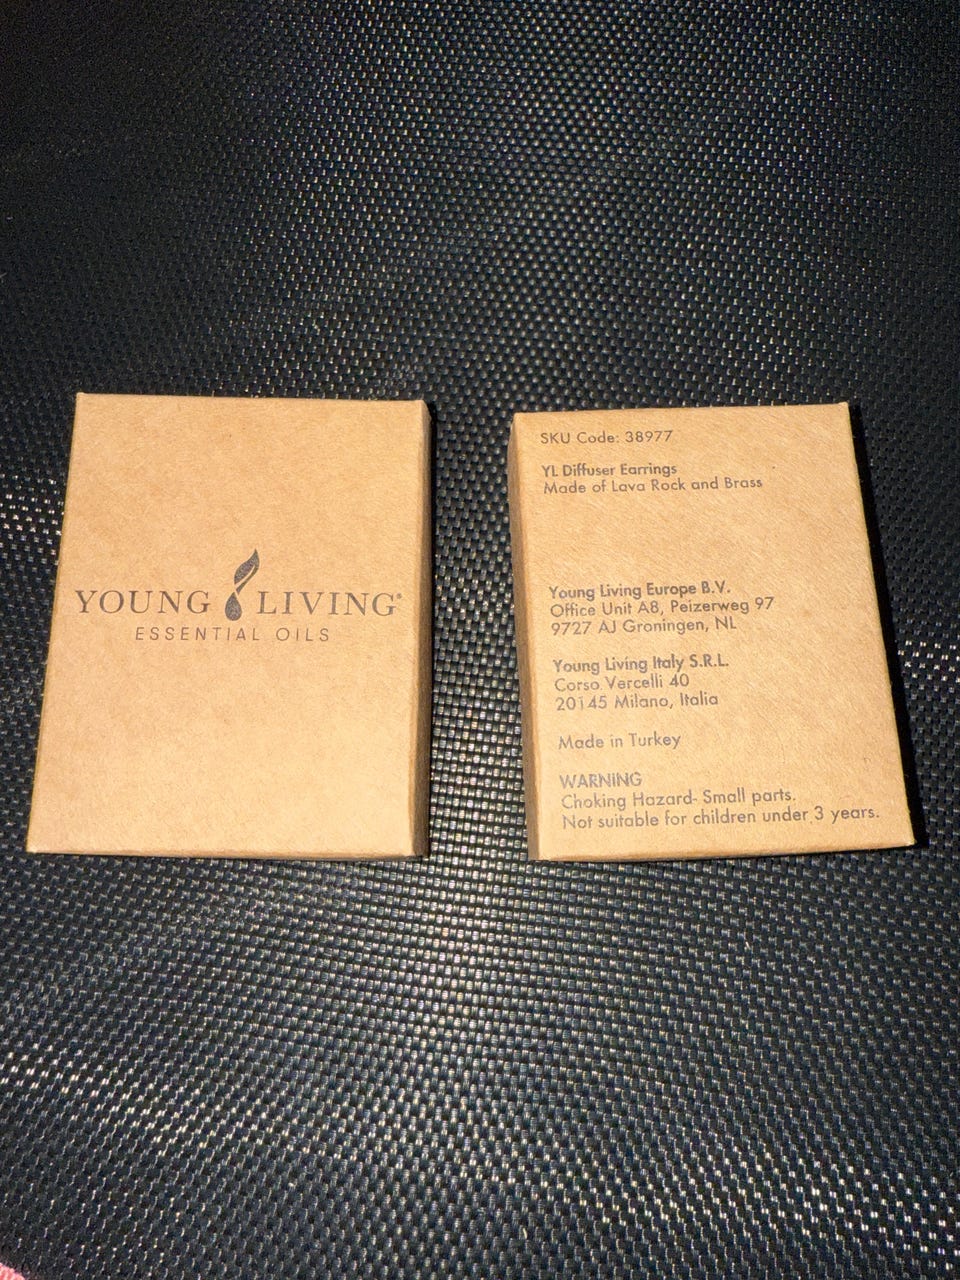 YOUNG LIVING®
ESSENTIAL OILS
SKU Code: 38977
YL Diffuser Earrings
Made of Lava Rock and Brass
Young Living Europe B.V.
Office Unit A8, Peizerweg 97
9727 AJ Groningen, NL
Young Living Italy S.R.L.
Corso Vercelli 40
20145 Milano, Italia
Made in Turkey
WARNING
Choking Hazard- Small parts.
Not suitable for children under 3 years.